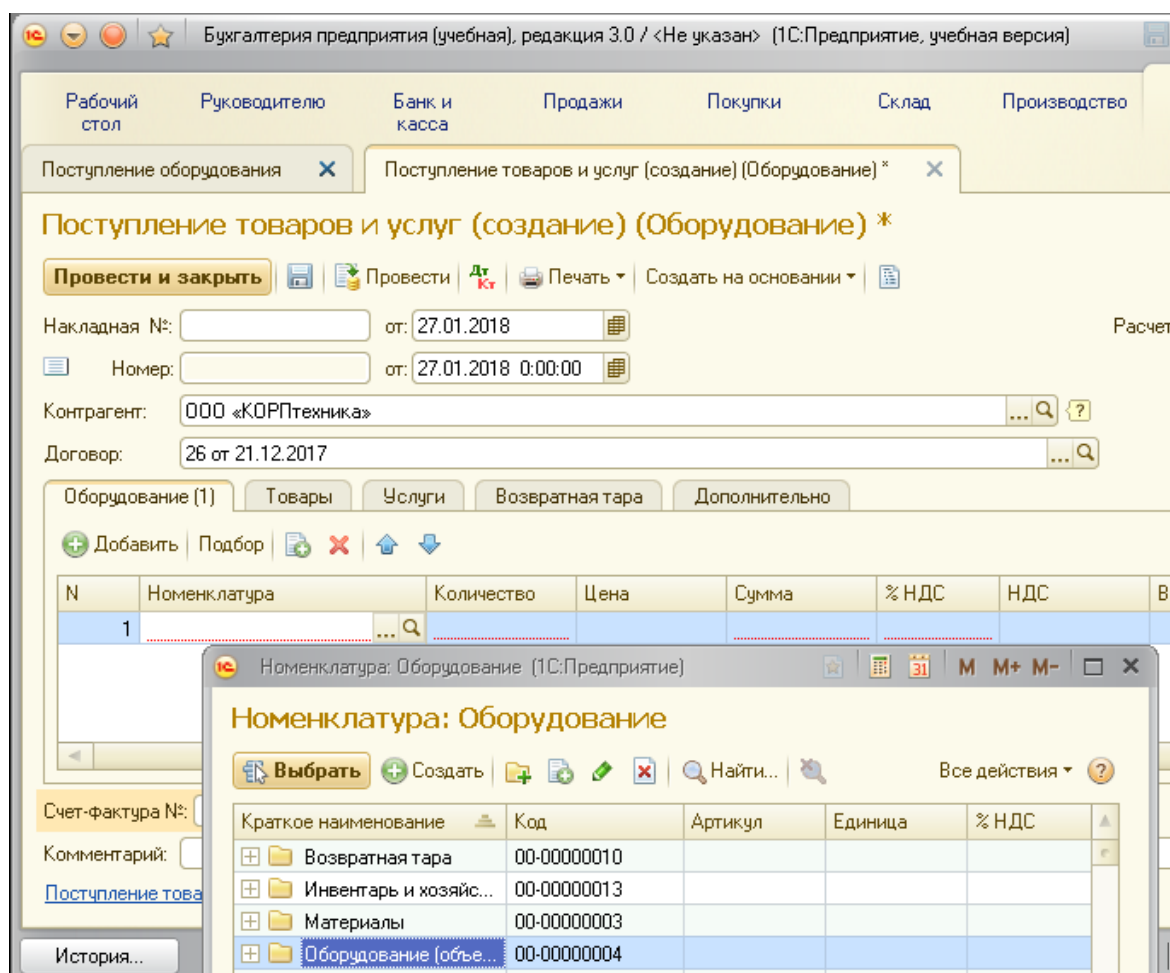 Бухгалтерия предприятия (учебная), редакция 3.0 / <Не указан> (1С:Предприятие, учебная версия)
Рабочий стол Руководителю Банк и касса Продажи Покупки Склад Производство
Поступление оборудования Поступление товаров и услуг (создание) (Оборудование) *
Поступление товаров и услуг (создание) (Оборудование) *
Провести и закрыть Провести Дт Кт Печать Создать на основании
Накладная №: от: 27.01.2018 Расчет
Номер: от: 27.01.2018 0:00:00
Контрагент: ООО «КОРПтехника» ... ?
Договор: 26 от 21.12.2017 ...
Оборудование (1) Товары Услуги Возвратная тара Дополнительно
Добавить Подбор
N Номенклатура Количество Цена Сумма % НДС НДС В
1 ...
Номенклатура: Оборудование (1С:Предприятие) 31 M M+ M-
Номенклатура: Оборудование
Выбрать Создать Найти... Все действия ?
Счет-фактура №:
Краткое наименование Код Артикул Единица % НДС
Комментарий:
Возвратная тара 00-00000010
Поступление това
Инвентарь и хозяйс... 00-00000013
Материалы 00-00000003
История...
Оборудование (объе... 00-00000004